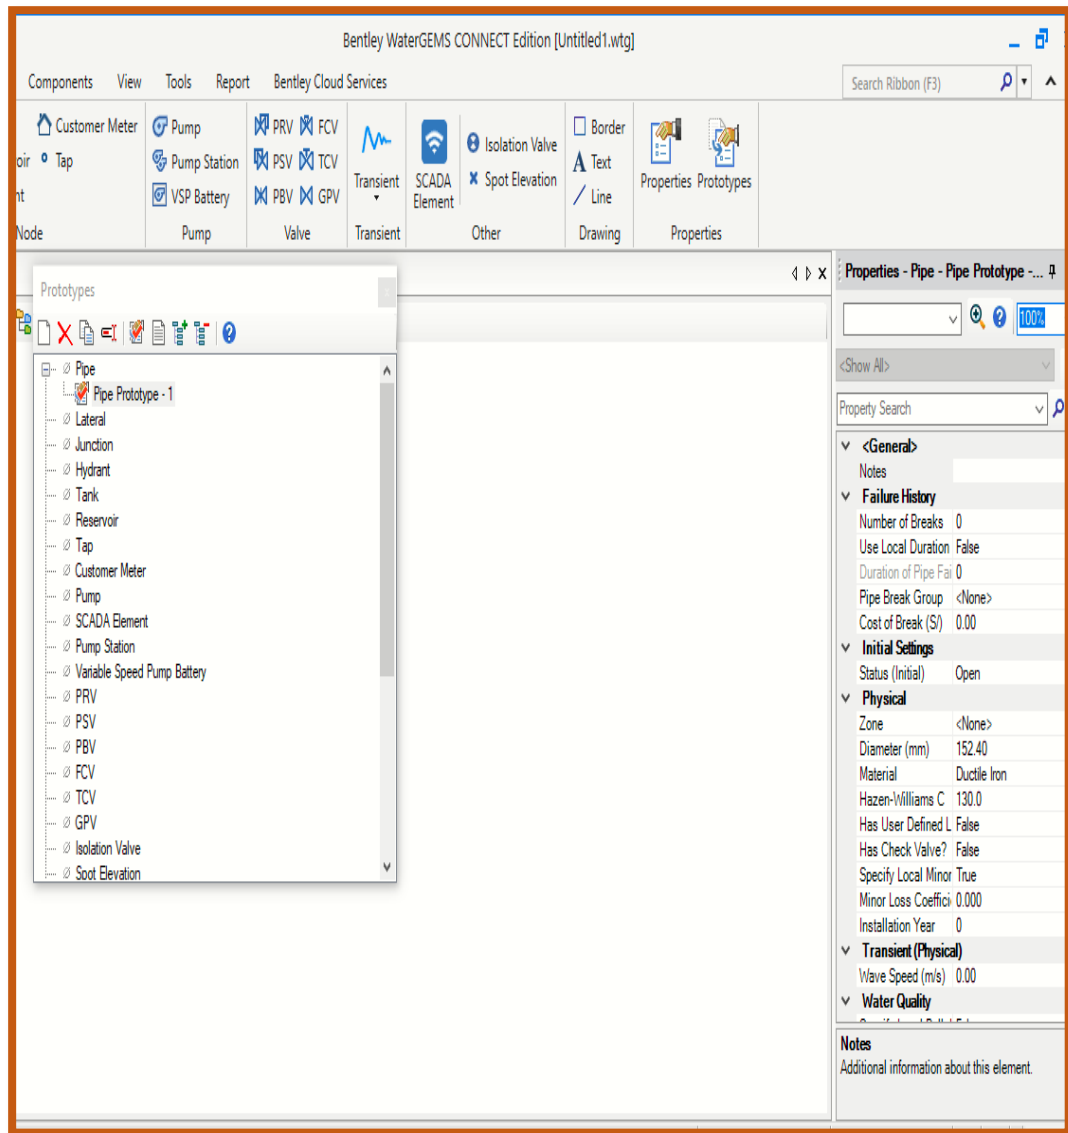 Bentley WaterGEMS CONNECT Edition [Untitled1.wtg]
Components View Tools Report Bentley Cloud Services
Search Ribbon (F3)
Customer Meter Pump PRV FCV Isolation Valve Border
oir Tap Pump Station PSV TCV Transient SCADA Element Spot Elevation A Text Properties Prototypes
nt VSP Battery PBV GPV Line
Node Pump Valve Transient Other Drawing Properties
Prototypes
Pipe
Pipe Prototype - 1
Lateral
Junction
Hydrant
Tank
Reservoir
Tap
Customer Meter
Pump
SCADA Element
Pump Station
Variable Speed Pump Battery
PRV
PSV
PBV
FCV
TCV
GPV
Isolation Valve
Spot Elevation
Properties - Pipe - Pipe Prototype -...
100%
<Show All>
Property Search
<General>
Notes
Failure History
Number of Breaks 0
Use Local Duration False
Duration of Pipe Fai 0
Pipe Break Group <None>
Cost of Break (S/) 0.00
Initial Settings
Status (Initial) Open
Physical
Zone <None>
Diameter (mm) 152.40
Material Ductile Iron
Hazen-Williams C 130.0
Has User Defined L False
Has Check Valve? False
Specify Local Minor True
Minor Loss Coeffici 0.000
Installation Year 0
Transient (Physical)
Wave Speed (m/s) 0.00
Water Quality
Notes
Additional information about this element.